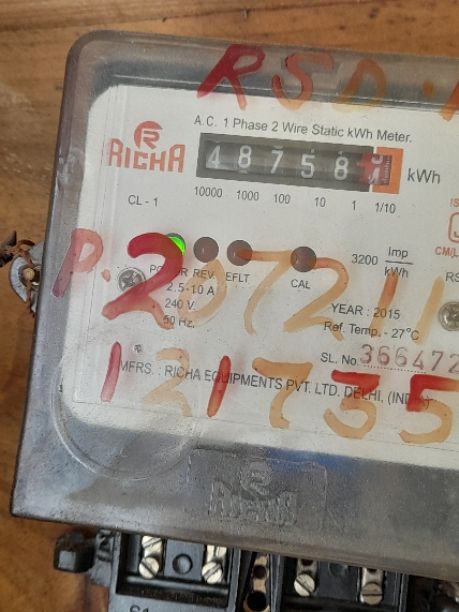 RSD.
A.C. 1 Phase 2 Wire Static kWh Meter.
RICHA
48758 kWh
CL - 1
10000 1000 100 10 1 1/10
P. 207211
REV EFLT CAL
3200 Imp/kWh
2.5-10 A
240 V
50 Hz.
YEAR : 2015
Ref. Temp. - 27°C
SL. No. 366472
MFRS : RICHA EQUIPMENTS PVT. LTD. DELHI, (INDIA)
121735
RICHA